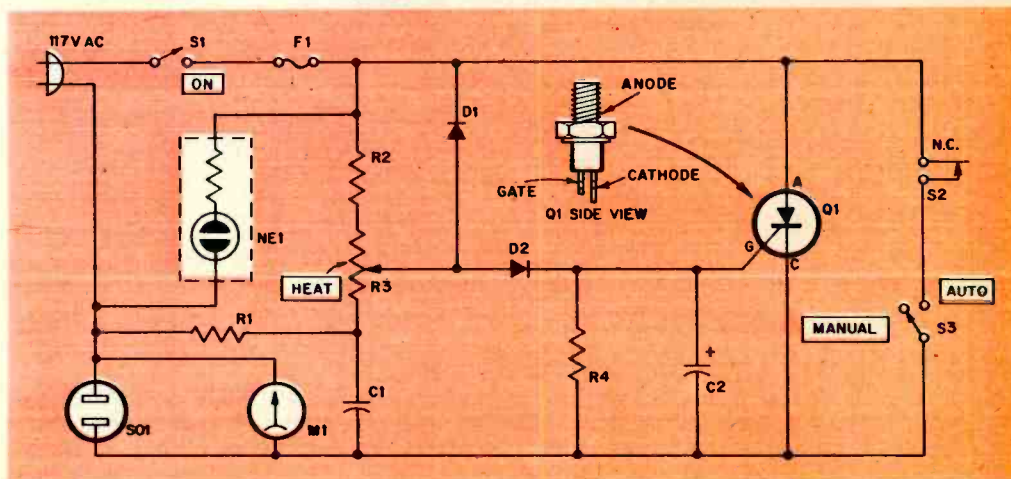 117V AC
S1
F1
ON
D1
ANODE
N.C.
R2
GATE
CATHODE
Q1 SIDE VIEW
A
Q1
S2
NE1
G
D2
C
HEAT
R3
AUTO
R1
MANUAL
S3
R4
+
C2
C1
SO1
M1